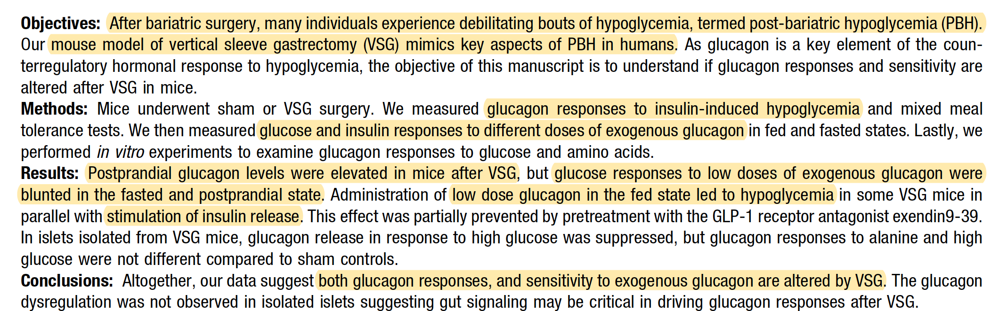 Objectives: After bariatric surgery, many individuals experience debilitating bouts of hypoglycemia, termed post-bariatric hypoglycemia (PBH).
Our mouse model of vertical sleeve gastrectomy (VSG) mimics key aspects of PBH in humans. As glucagon is a key element of the coun-
terregulatory hormonal response to hypoglycemia, the objective of this manuscript is to understand if glucagon responses and sensitivity are
altered after VSG in mice.
Methods: Mice underwent sham or VSG surgery. We measured glucagon responses to insulin-induced hypoglycemia and mixed meal
tolerance tests. We then measured glucose and insulin responses to different doses of exogenous glucagon in fed and fasted states. Lastly, we
performed in vitro experiments to examine glucagon responses to glucose and amino acids.
Results: Postprandial glucagon levels were elevated in mice after VSG, but glucose responses to low doses of exogenous glucagon were
blunted in the fasted and postprandial state. Administration of low dose glucagon in the fed state led to hypoglycemia in some VSG mice in
parallel with stimulation of insulin release. This effect was partially prevented by pretreatment with the GLP-1 receptor antagonist exendin9-39.
In islets isolated from VSG mice, glucagon release in response to high glucose was suppressed, but glucagon responses to alanine and high
glucose were not different compared to sham controls.
Conclusions: Altogether, our data suggest both glucagon responses, and sensitivity to exogenous glucagon are altered by VSG. The glucagon
dysregulation was not observed in isolated islets suggesting gut signaling may be critical in driving glucagon responses after VSG.